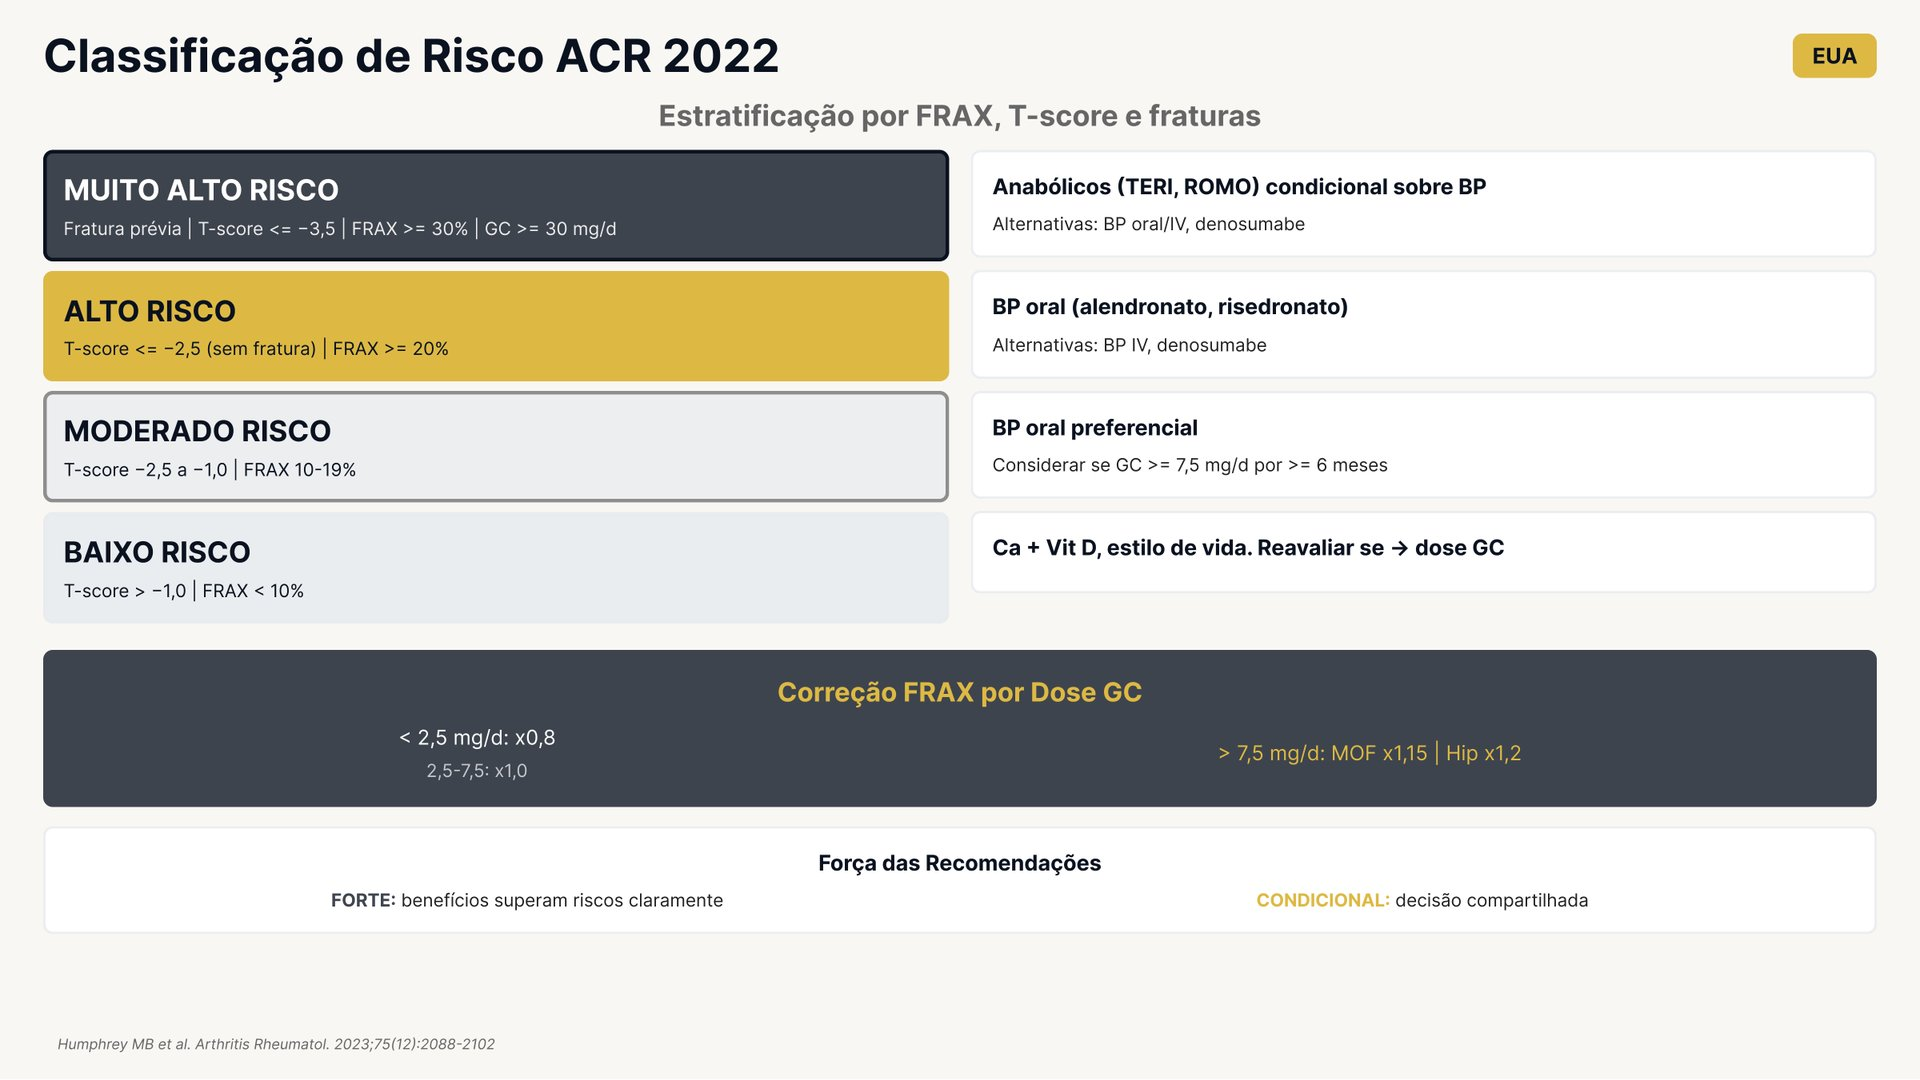 Classificação de Risco ACR 2022
EUA
Estratificação por FRAX, T-score e fraturas
MUITO ALTO RISCO
Fratura prévia | T-score <= −3,5 | FRAX >= 30% | GC >= 30 mg/d
Anabólicos (TERI, ROMO) condicional sobre BP
Alternativas: BP oral/IV, denosumabe
ALTO RISCO
T-score <= −2,5 (sem fratura) | FRAX >= 20%
BP oral (alendronato, risedronato)
Alternativas: BP IV, denosumabe
MODERADO RISCO
T-score −2,5 a −1,0 | FRAX 10-19%
BP oral preferencial
Considerar se GC >= 7,5 mg/d por >= 6 meses
BAIXO RISCO
T-score > −1,0 | FRAX < 10%
Ca + Vit D, estilo de vida. Reavaliar se → dose GC
Correção FRAX por Dose GC
< 2,5 mg/d: x0,8
2,5-7,5: x1,0
> 7,5 mg/d: MOF x1,15 | Hip x1,2
Força das Recomendações
FORTE: benefícios superam riscos claramente
CONDICIONAL: decisão compartilhada
Humphrey MB et al. Arthritis Rheumatol. 2023;75(12):2088-2102